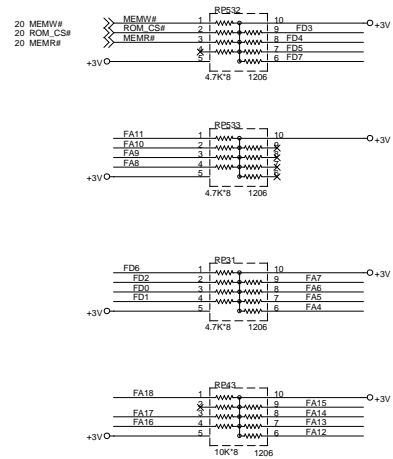 RP532
20 MEMW# MEMW# 1 10 +3V
20 ROM_CS# ROM_CS# 2 9 FD3
20 MEMR# MEMR# 3 8 FD4
4 7 FD5
+3V 5 6 FD7
4.7K*8 1206
RP533
FA11 1 10 +3V
FA10 2 9
FA9 3 8
FA8 4 7
+3V 5 6
4.7K*8 1206
RP31
FD6 1 10 +3V
FD2 2 9 FA7
FD0 3 8 FA6
FD1 4 7 FA5
+3V 5 6 FA4
4.7K*8 1206
RP43
FA18 1 10 +3V
2 9 FA15
FA17 3 8 FA14
FA16 4 7 FA13
+3V 5 6 FA12
10K*8 1206